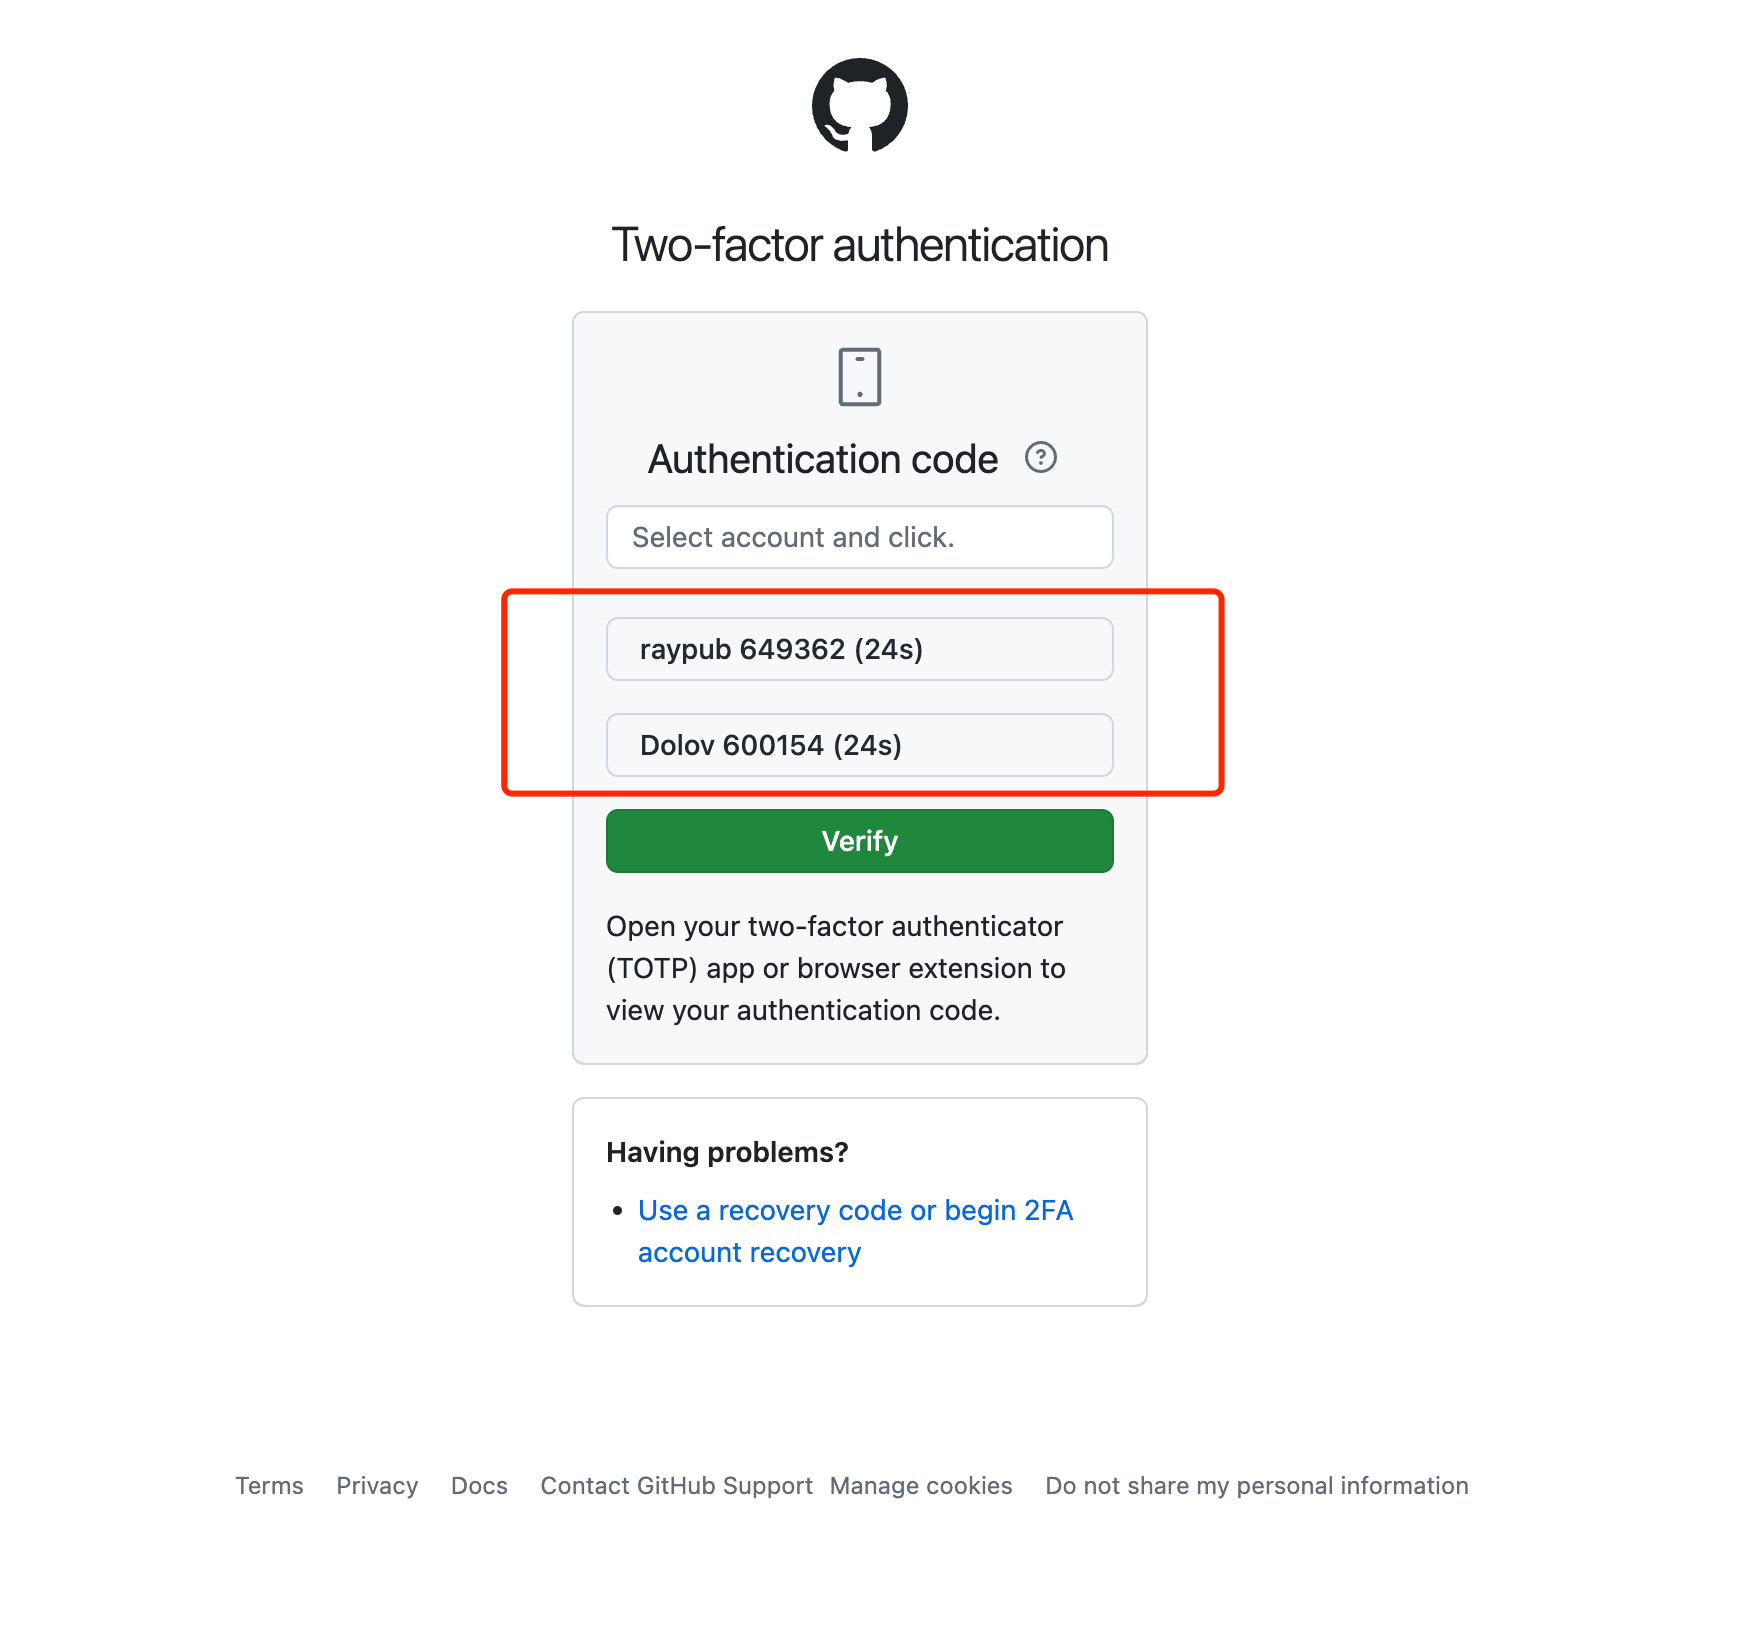 Two-factor authentication
Authentication code
Select account and click.
raypub 649362 (24s)
Dolov 600154 (24s)
Verify
Open your two-factor authenticator
(TOTP) app or browser extension to
view your authentication code.
Having problems?
• Use a recovery code or begin 2FA
account recovery
Terms Privacy Docs Contact GitHub Support Manage cookies Do not share my personal information